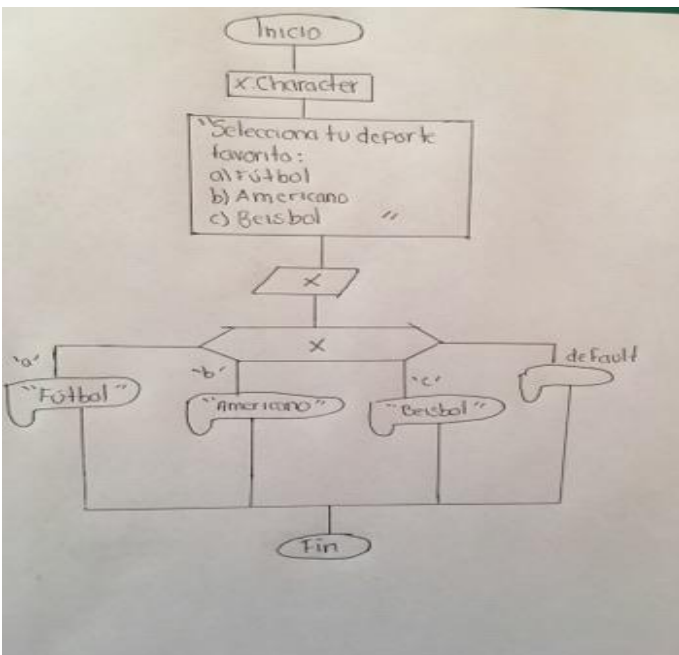 Inicio
X:Character
"Selecciona tu deporte
favorito:
a) Fútbol
b) Americano
c) Beisbol "
X
X
'a'
'b'
'c'
default
"Fútbol"
"Americano"
"Beisbol"
Fin